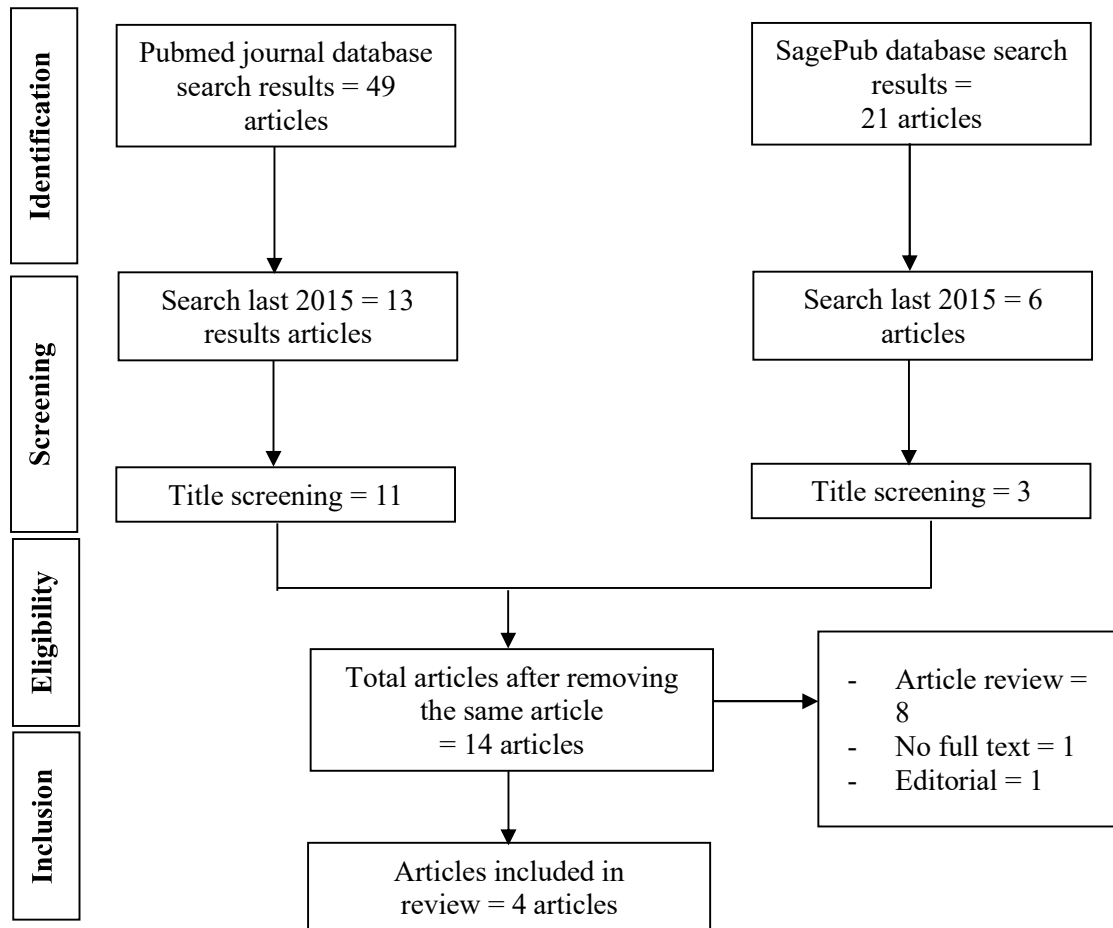 Identification
Pubmed journal database
search results = 49
articles
SagePub database search
results =
21 articles
Screening
Search last 2015 = 13
results articles
Search last 2015 = 6
articles
Title screening = 11
Title screening = 3
Eligibility
Total articles after removing
the same article
= 14 articles
- Article review =
8
- No full text = 1
- Editorial = 1
Inclusion
Articles included in
review = 4 articles